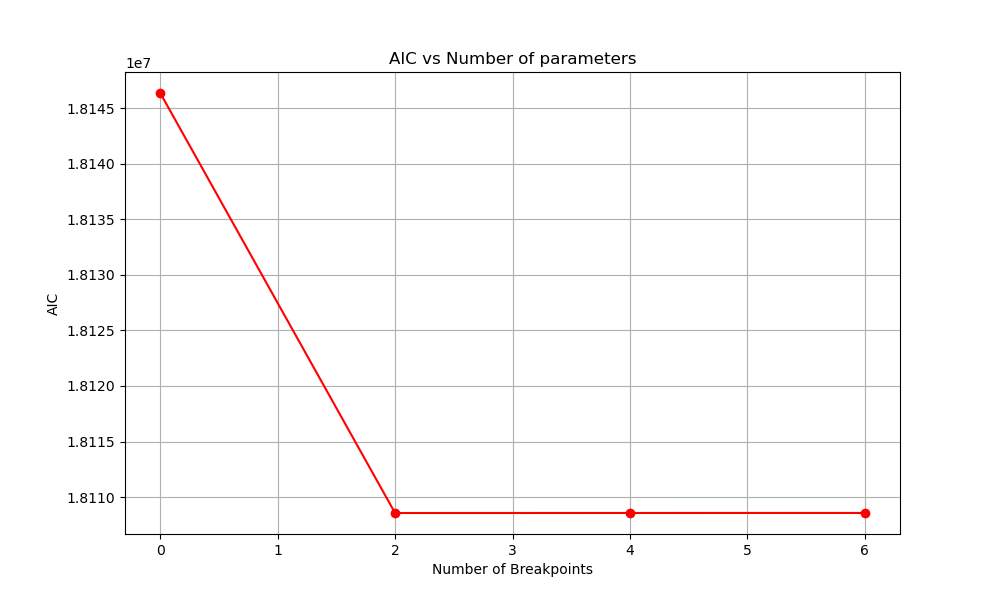 AIC vs Number of parameters
1e7
1.8145
1.8140
1.8135
1.8130
1.8125
1.8120
1.8115
1.8110
AIC
0 1 2 3 4 5 6
Number of Breakpoints